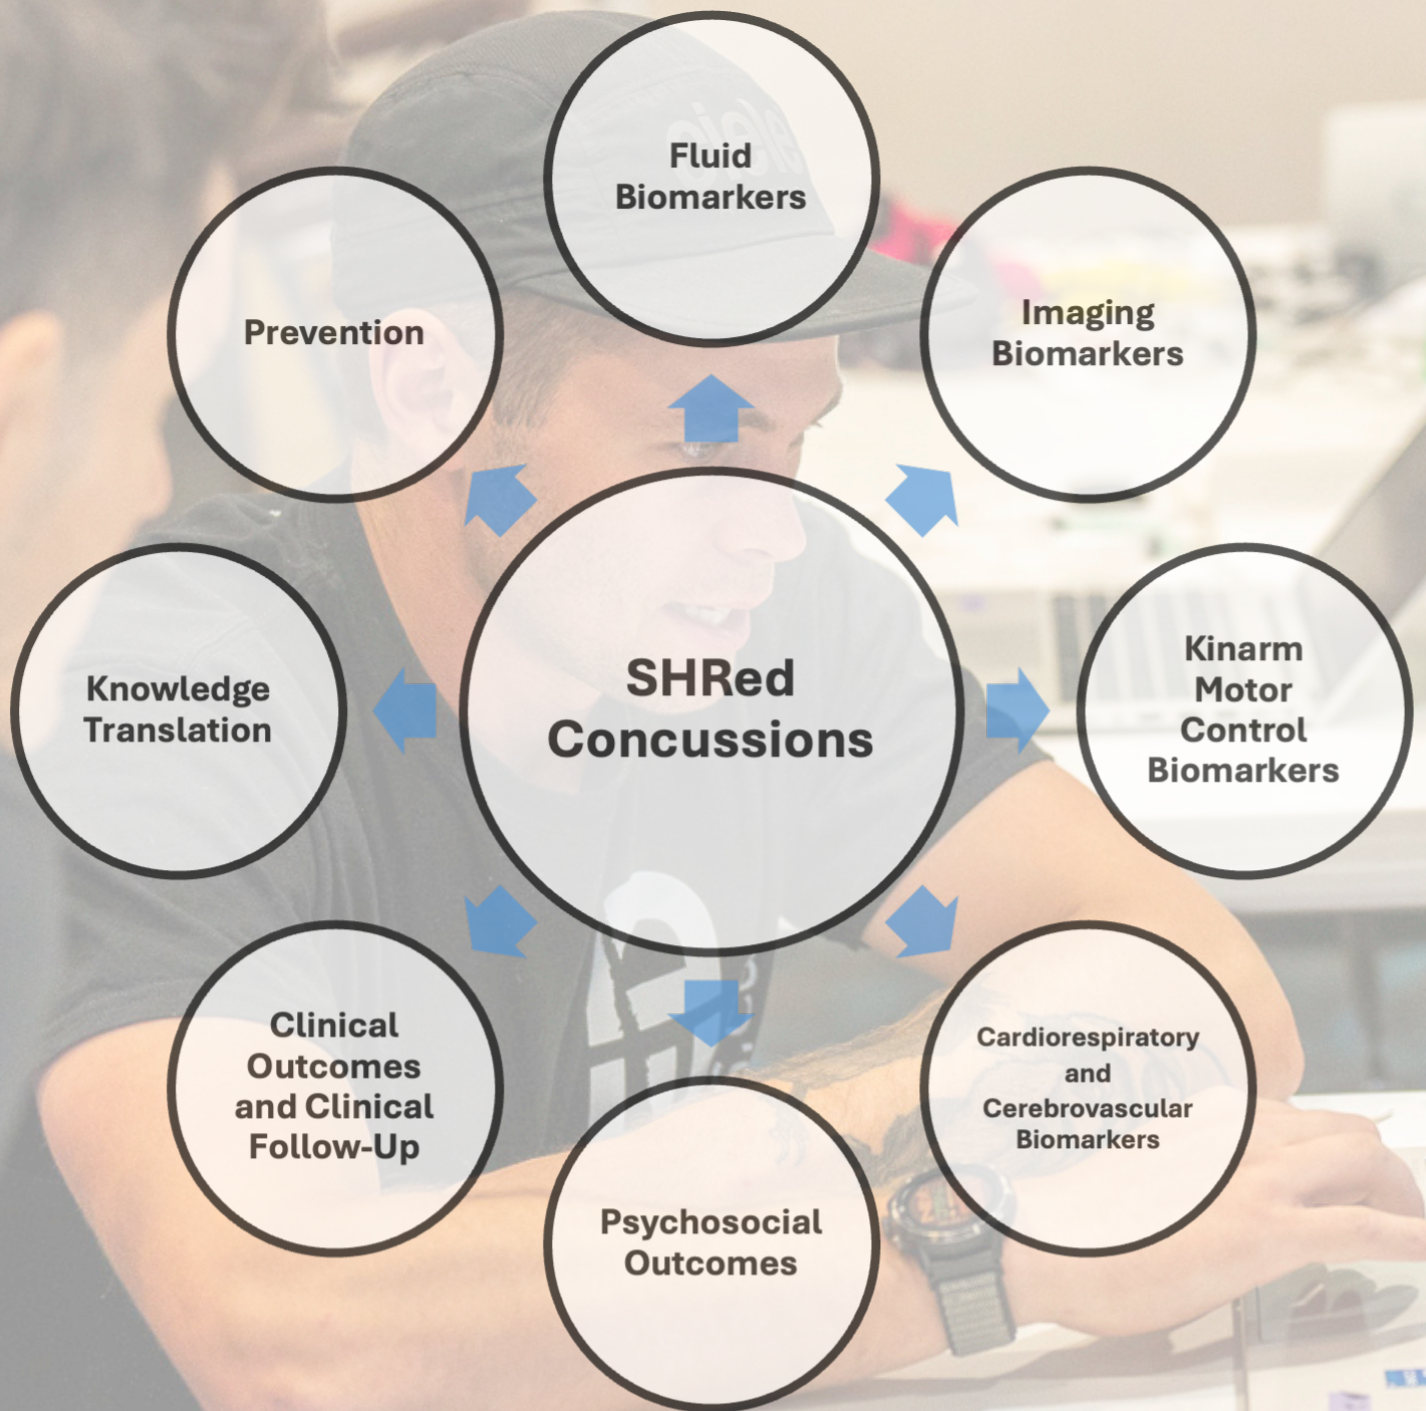 Fluid
Biomarkers
Imaging
Biomarkers
Kinarm
Motor
Control
Biomarkers
Cardiorespiratory
and
Cerebrovascular
Biomarkers
Psychosocial
Outcomes
Clinical
Outcomes
and Clinical
Follow-Up
Knowledge
Translation
Prevention
SHRed
Concussions